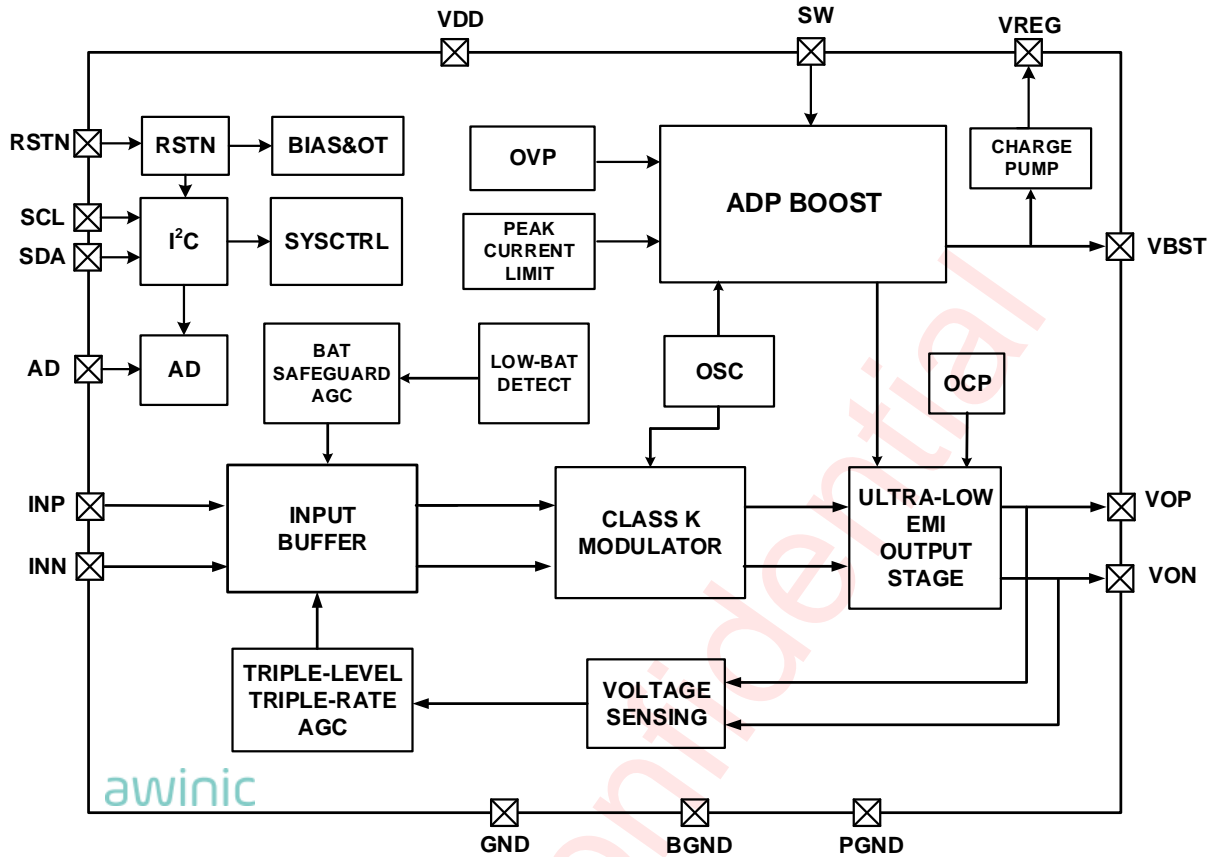 VDD
SW
VREG
RSTN
RSTN
BIAS&OT
OVP
ADP BOOST
CHARGE
PUMP
SCL
SDA
I²C
SYSCTRL
PEAK
CURRENT
LIMIT
VBST
AD
AD
BAT
SAFEGUARD
AGC
LOW-BAT
DETECT
OSC
OCP
INP
INN
INPUT
BUFFER
CLASS K
MODULATOR
ULTRA-LOW
EMI
OUTPUT
STAGE
VOP
VON
TRIPLE-LEVEL
TRIPLE-RATE
AGC
VOLTAGE
SENSING
awinic
GND
BGND
PGND
onfidential